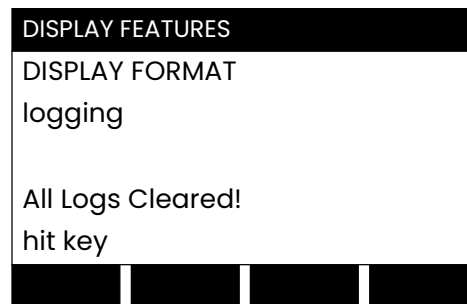 DISPLAY FEATURES
DISPLAY FORMAT
logging
All Logs Cleared!
hit key